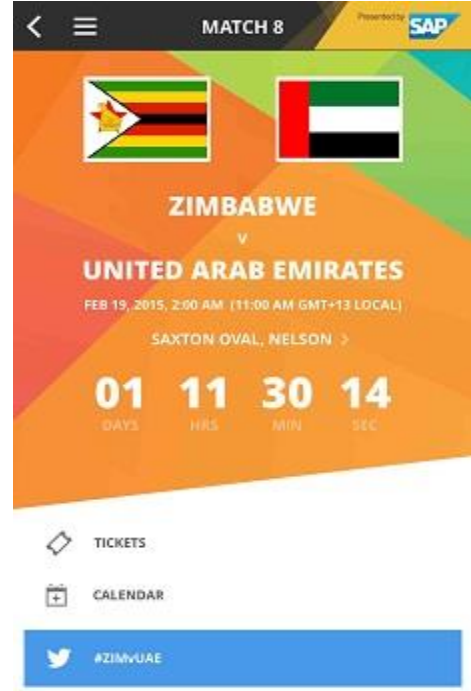 MATCH 8
Presented by SAP
ZIMBABWE
v
UNITED ARAB EMIRATES
FEB 19, 2015, 2:00 AM (11:00 AM GMT+13 LOCAL)
SAXTON OVAL, NELSON >
01 11 30 14
DAYS HRS MIN SEC
TICKETS
CALENDAR
#ZIMvUAE